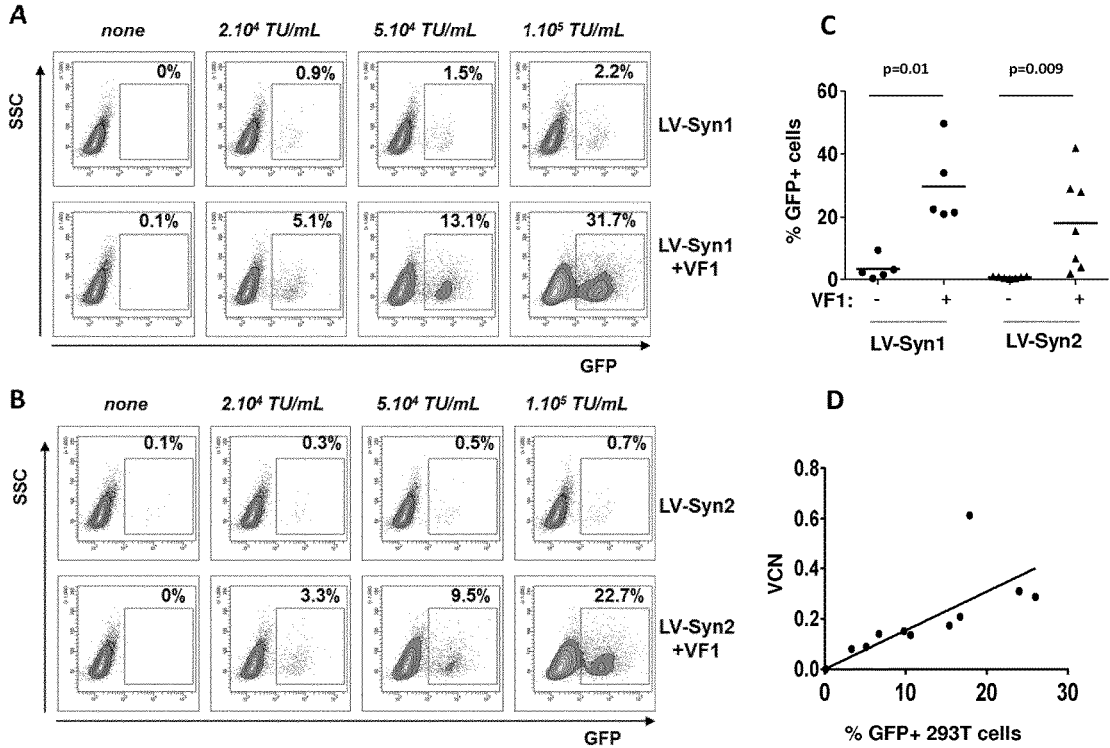 A
none 2.10⁴ TU/mL 5.10⁴ TU/mL 1.10⁵ TU/mL
SSC
0% 0.9% 1.5% 2.2%
LV-Syn1
0.1% 5.1% 13.1% 31.7%
LV-Syn1
+VF1
GFP
B
none 2.10⁴ TU/mL 5.10⁴ TU/mL 1.10⁵ TU/mL
SSC
0.1% 0.3% 0.5% 0.7%
LV-Syn2
0% 3.3% 9.5% 22.7%
LV-Syn2
+VF1
GFP
C
p=0.01 p=0.009
% GFP+ cells
60
40
20
0
VF1: - + - +
LV-Syn1 LV-Syn2
D
VCN
0.8
0.6
0.4
0.2
0.0
0 10 20 30
% GFP+ 293T cells